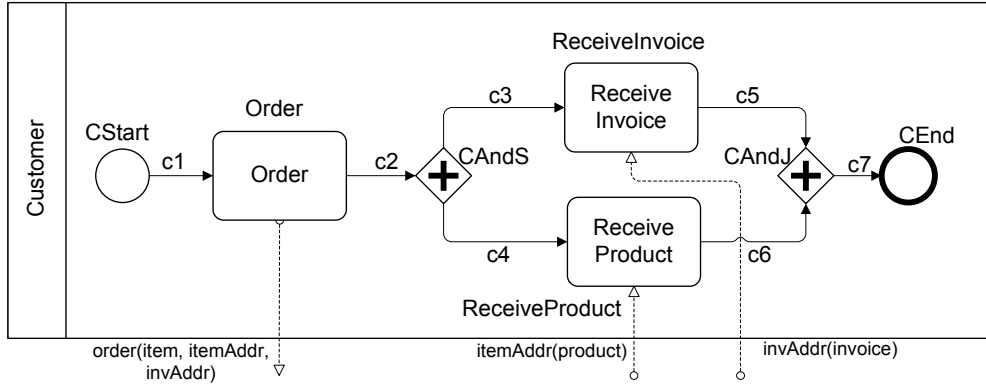 Customer
CStart
c1
Order
Order
c2
CAndS
c3
c4
ReceiveInvoice
Receive
Invoice
Receive
Product
ReceiveProduct
c5
c6
CAndJ
c7
CEnd
order(item, itemAddr,
invAddr)
itemAddr(product)
invAddr(invoice)